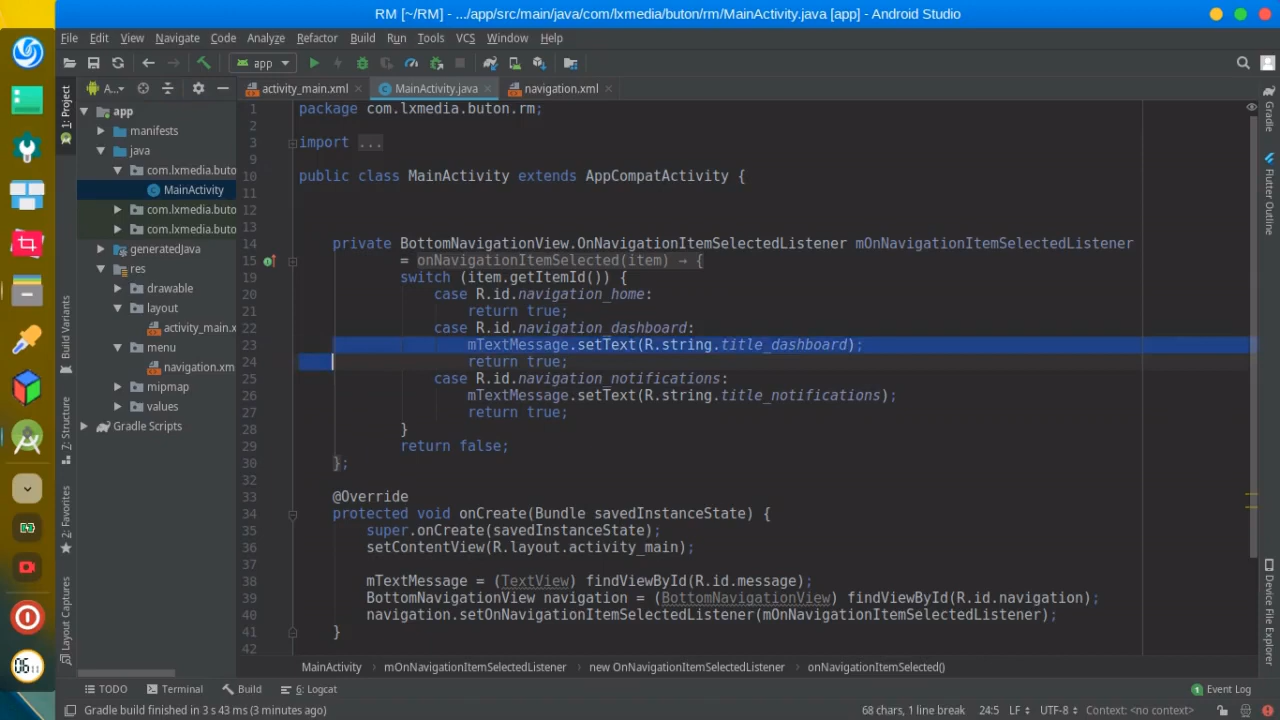 RM [~/RM] - .../app/src/main/java/com/lxmedia/buton/rm/MainActivity.java [app] - Android Studio
File Edit View Navigate Code Analyze Refactor Build Run Tools VCS Window Help
app
A...
activity_main.xml
MainActivity.java
navigation.xml
1: Project
Build Variants
7: Structure
2: Favorites
Layout Captures
app
manifests
java
com.lxmedia.buto
MainActivity
com.lxmedia.buto
com.lxmedia.buto
generatedJava
res
drawable
layout
activity_main.x
menu
navigation.xm
mipmap
values
Gradle Scripts
1 package com.lxmedia.buton.rm;
2
3 import ...
9
10 public class MainActivity extends AppCompatActivity {
11
12
13
14 private BottomNavigationView.OnNavigationItemSelectedListener mOnNavigationItemSelectedListener
15 = onNavigationItemSelected(item) → {
19 switch (item.getItemId()) {
20 case R.id.navigation_home:
21 return true;
22 case R.id.navigation_dashboard:
23 mTextMessage.setText(R.string.title_dashboard);
24 return true;
25 case R.id.navigation_notifications:
26 mTextMessage.setText(R.string.title_notifications);
27 return true;
28 }
29 return false;
30 };
32
33 @Override
34 protected void onCreate(Bundle savedInstanceState) {
35 super.onCreate(savedInstanceState);
36 setContentView(R.layout.activity_main);
37
38 mTextMessage = (TextView) findViewById(R.id.message);
39 BottomNavigationView navigation = (BottomNavigationView) findViewById(R.id.navigation);
40 navigation.setOnNavigationItemSelectedListener(mOnNavigationItemSelectedListener);
41 }
42
Gradle
Flutter Outline
Device File Explorer
MainActivity › mOnNavigationItemSelectedListener › new OnNavigationItemSelectedListener › onNavigationItemSelected()
TODO Terminal Build 6: Logcat 1 Event Log
Gradle build finished in 3 s 43 ms (3 minutes ago) 68 chars, 1 line break 24:5 LF UTF-8 Context: <no context>